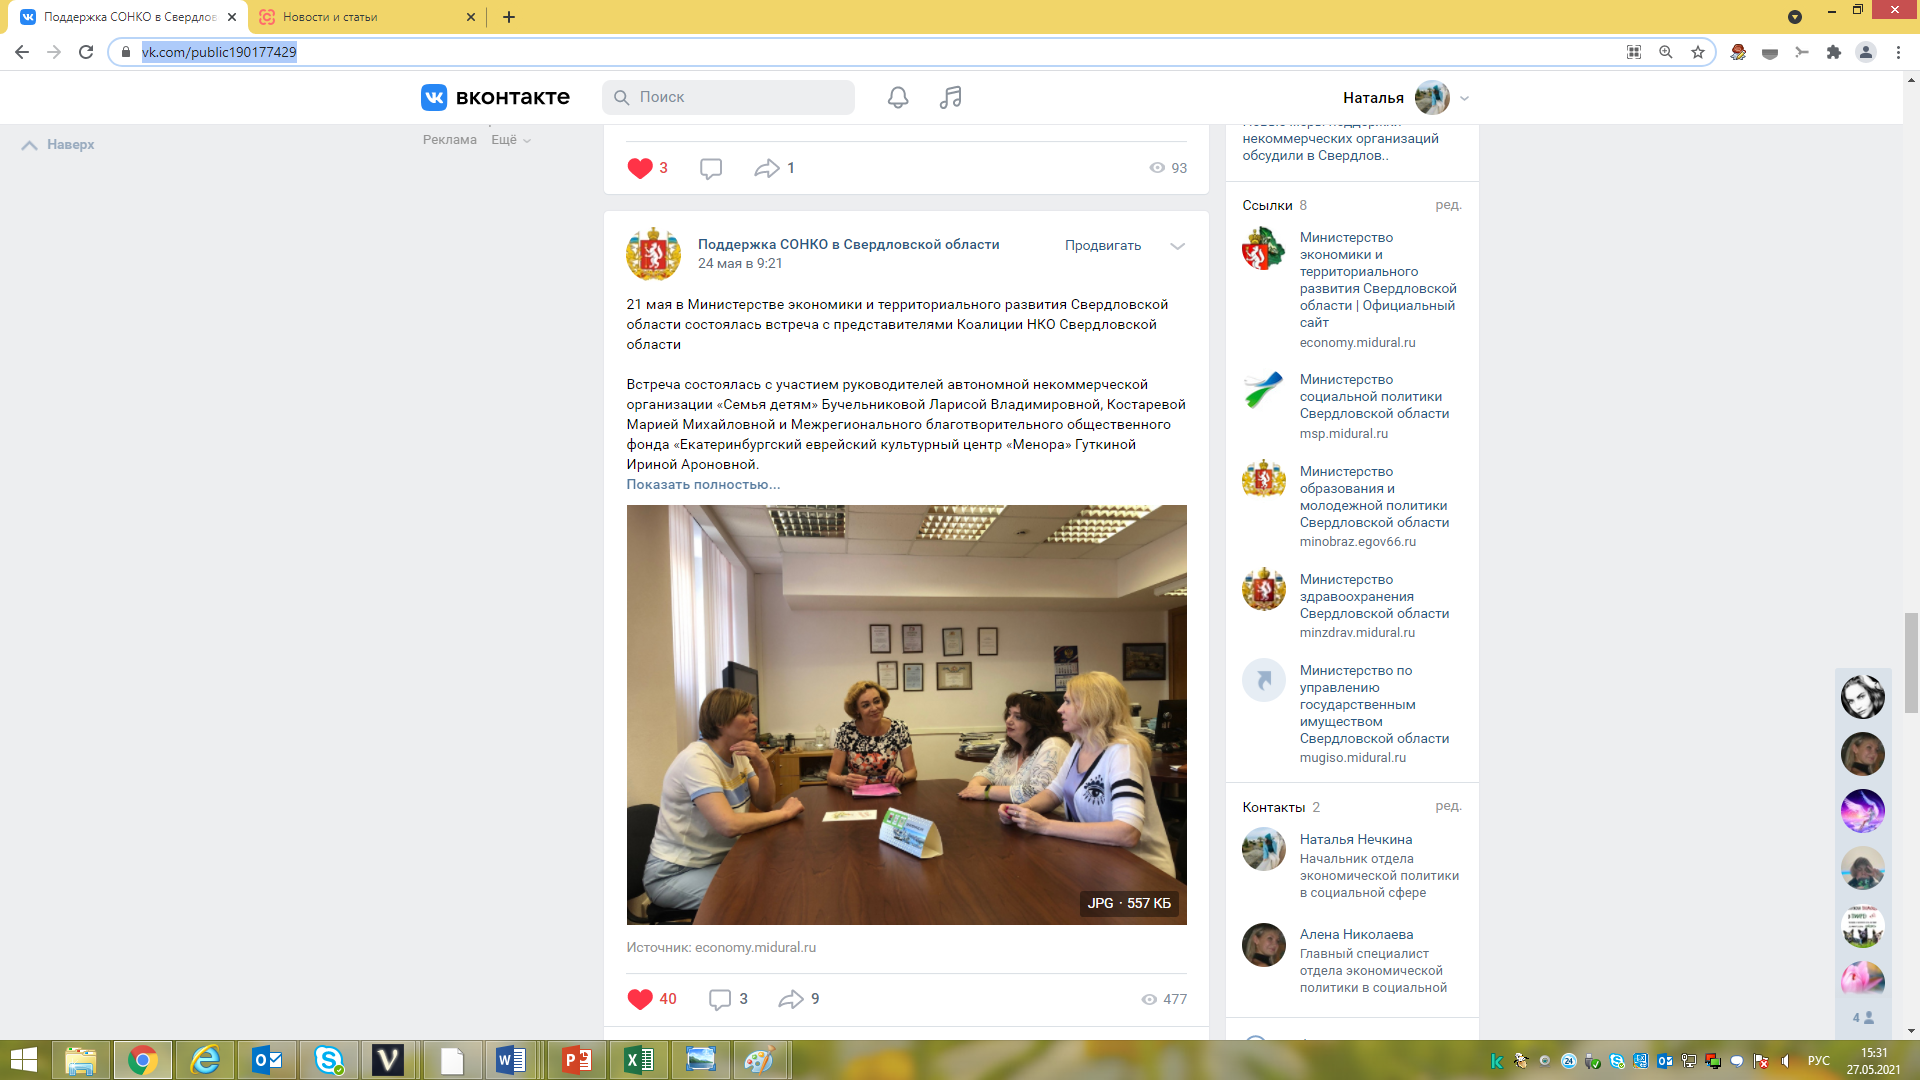 Поддержка СОНКО в Свердлов
Новости и статьи
vk.com/public190177429
вконтакте
Поиск
Наталья
Наверх
Реклама Ещё
3
1
93
некоммерческих организаций
обсудили в Свердлов..
Поддержка СОНКО в Свердловской области
24 мая в 9:21
Продвигать
21 мая в Министерстве экономики и территориального развития Свердловской
области состоялась встреча с представителями Коалиции НКО Свердловской
области
Встреча состоялась с участием руководителей автономной некоммерческой
организации «Семья детям» Бучельниковой Ларисой Владимировной, Костаревой
Марией Михайловной и Межрегионального благотворительного общественного
фонда «Екатеринбургский еврейский культурный центр «Менора» Гуткиной
Ириной Ароновной.
Показать полностью...
JPG · 557 КБ
Источник: economy.midural.ru
40
3
9
477
Ссылки 8
ред.
Министерство
экономики и
территориального
развития Свердловской
области | Официальный
сайт
economy.midural.ru
Министерство
социальной политики
Свердловской области
msp.midural.ru
Министерство
образования и
молодежной политики
Свердловской области
minobraz.egov66.ru
Министерство
здравоохранения
Свердловской области
minzdrav.midural.ru
Министерство по
управлению
государственным
имуществом
Свердловской области
mugiso.midural.ru
Контакты 2
ред.
Наталья Нечкина
Начальник отдела
экономической политики
в социальной сфере
Алена Николаева
Главный специалист
отдела экономической
политики в социальной
4
РУС
15:31
27.05.2021